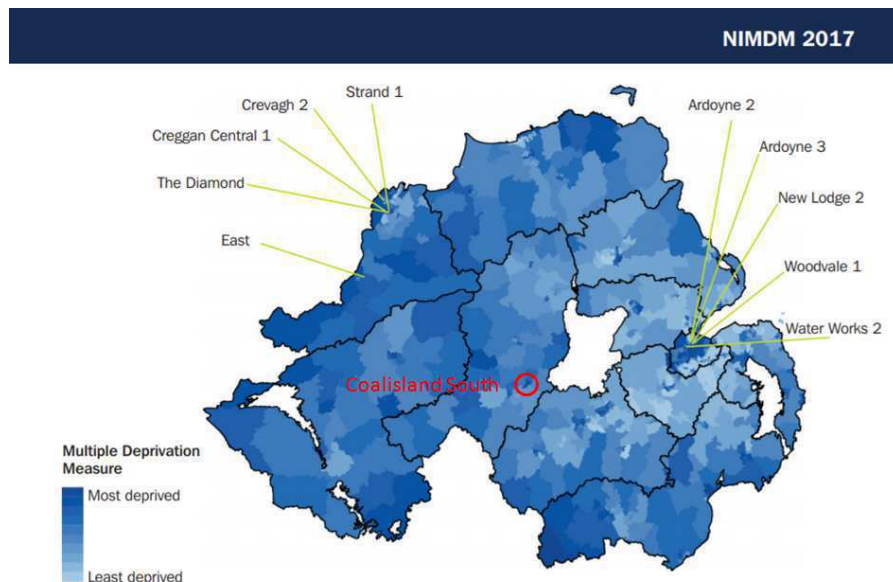 NIMDM 2017
Strand 1
Crevagh 2
Creggan Central 1
The Diamond
East
Ardoyne 2
Ardoyne 3
New Lodge 2
Woodvale 1
Water Works 2
Coalisland South
Multiple Deprivation
Measure
Most deprived
Least deprived